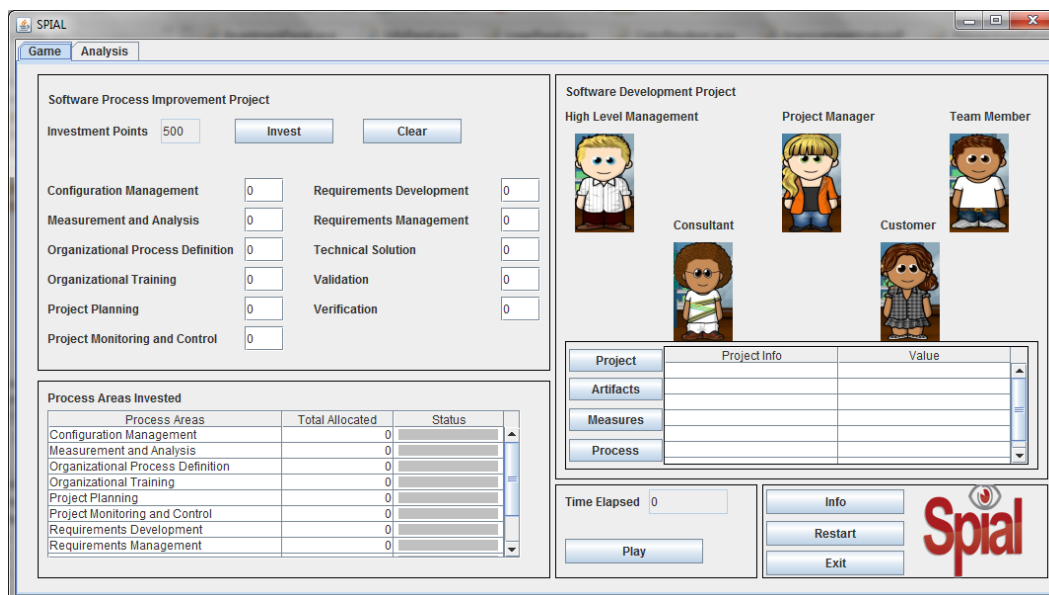 SPIAL
Game Analysis
Software Process Improvement Project
Investment Points 500 Invest Clear
Configuration Management 0 Requirements Development 0
Measurement and Analysis 0 Requirements Management 0
Organizational Process Definition 0 Technical Solution 0
Organizational Training 0 Validation 0
Project Planning 0 Verification 0
Project Monitoring and Control 0
Process Areas Invested
Process Areas Total Allocated Status
Configuration Management 0
Measurement and Analysis 0
Organizational Process Definition 0
Organizational Training 0
Project Planning 0
Project Monitoring and Control 0
Requirements Development 0
Requirements Management 0
Software Development Project
High Level Management Project Manager Team Member
Consultant Customer
Project Project Info Value
Artifacts
Measures
Process
Time Elapsed 0
Play
Info
Restart
Exit
Spial